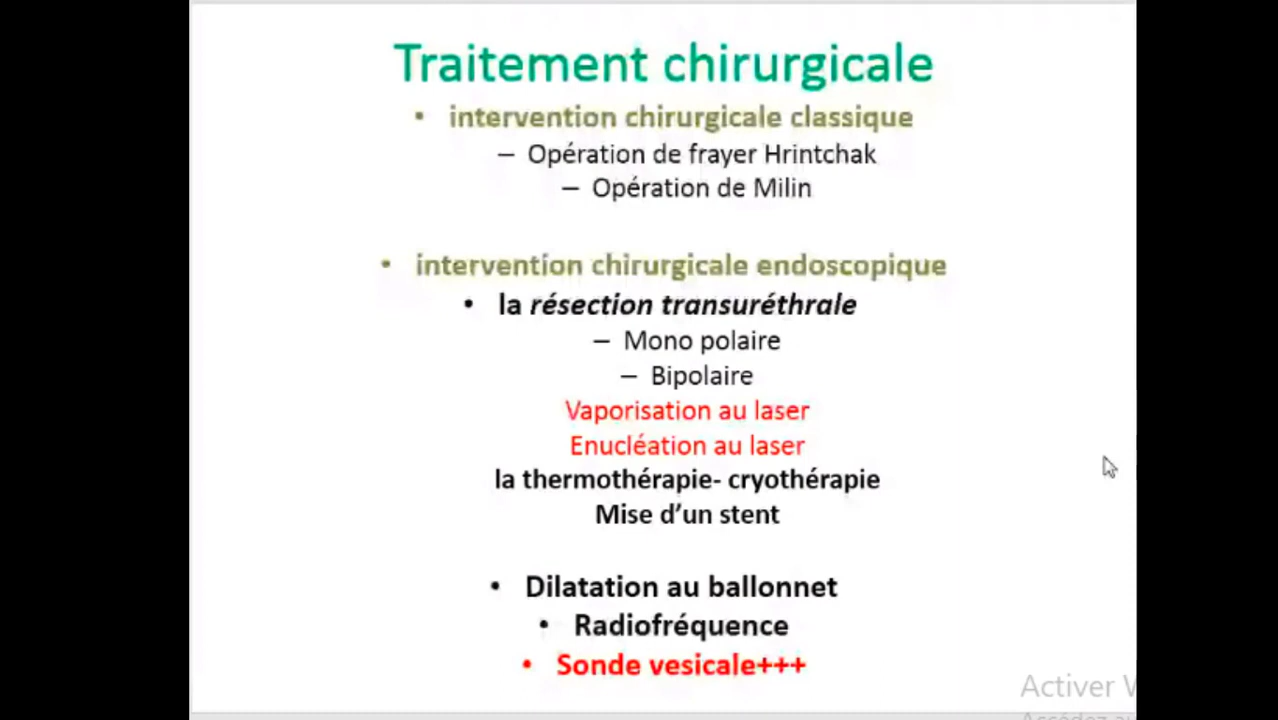 Traitement chirurgicale
• intervention chirurgicale classique
– Opération de frayer Hrintchak
– Opération de Milin
• intervention chirurgicale endoscopique
• la résection transuréthrale
– Mono polaire
– Bipolaire
Vaporisation au laser
Enucléation au laser
la thermothérapie- cryothérapie
Mise d’un stent
• Dilatation au ballonnet
• Radiofréquence
• Sonde vesicale+++
Activer